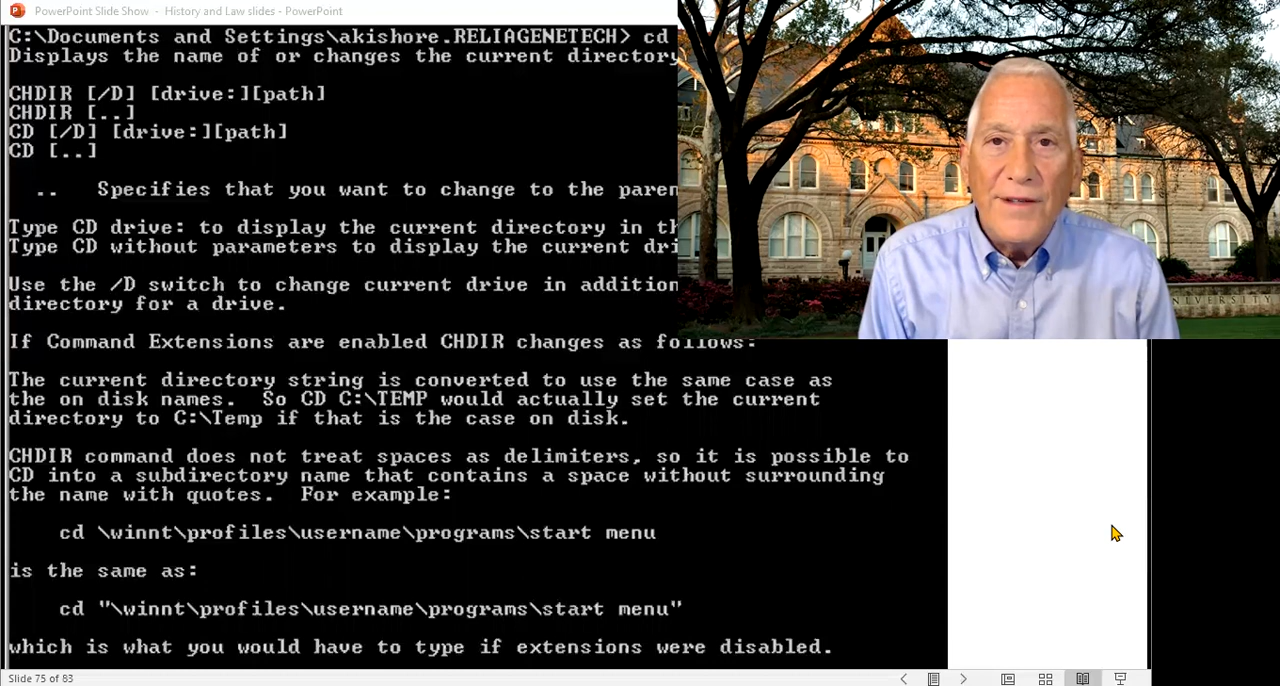 PowerPoint Slide Show - History and Law slides - PowerPoint
C:\Documents and Settings\akishore.RELIAGENETECH> cd
Displays the name of or changes the current directory
CHDIR [/D] [drive:][path]
CHDIR [..]
CD [/D] [drive:][path]
CD [..]
.. Specifies that you want to change to the paren
Type CD drive: to display the current directory in th
Type CD without parameters to display the current dri
Use the /D switch to change current drive in addition
directory for a drive.
If Command Extensions are enabled CHDIR changes as follows:
The current directory string is converted to use the same case as
the on disk names. So CD C:\TEMP would actually set the current
directory to C:\Temp if that is the case on disk.
CHDIR command does not treat spaces as delimiters, so it is possible to
CD into a subdirectory name that contains a space without surrounding
the name with quotes. For example:
cd \winnt\profiles\username\programs\start menu
is the same as:
cd "\winnt\profiles\username\programs\start menu"
which is what you would have to type if extensions were disabled.
UNIVERSITY
Slide 75 of 83